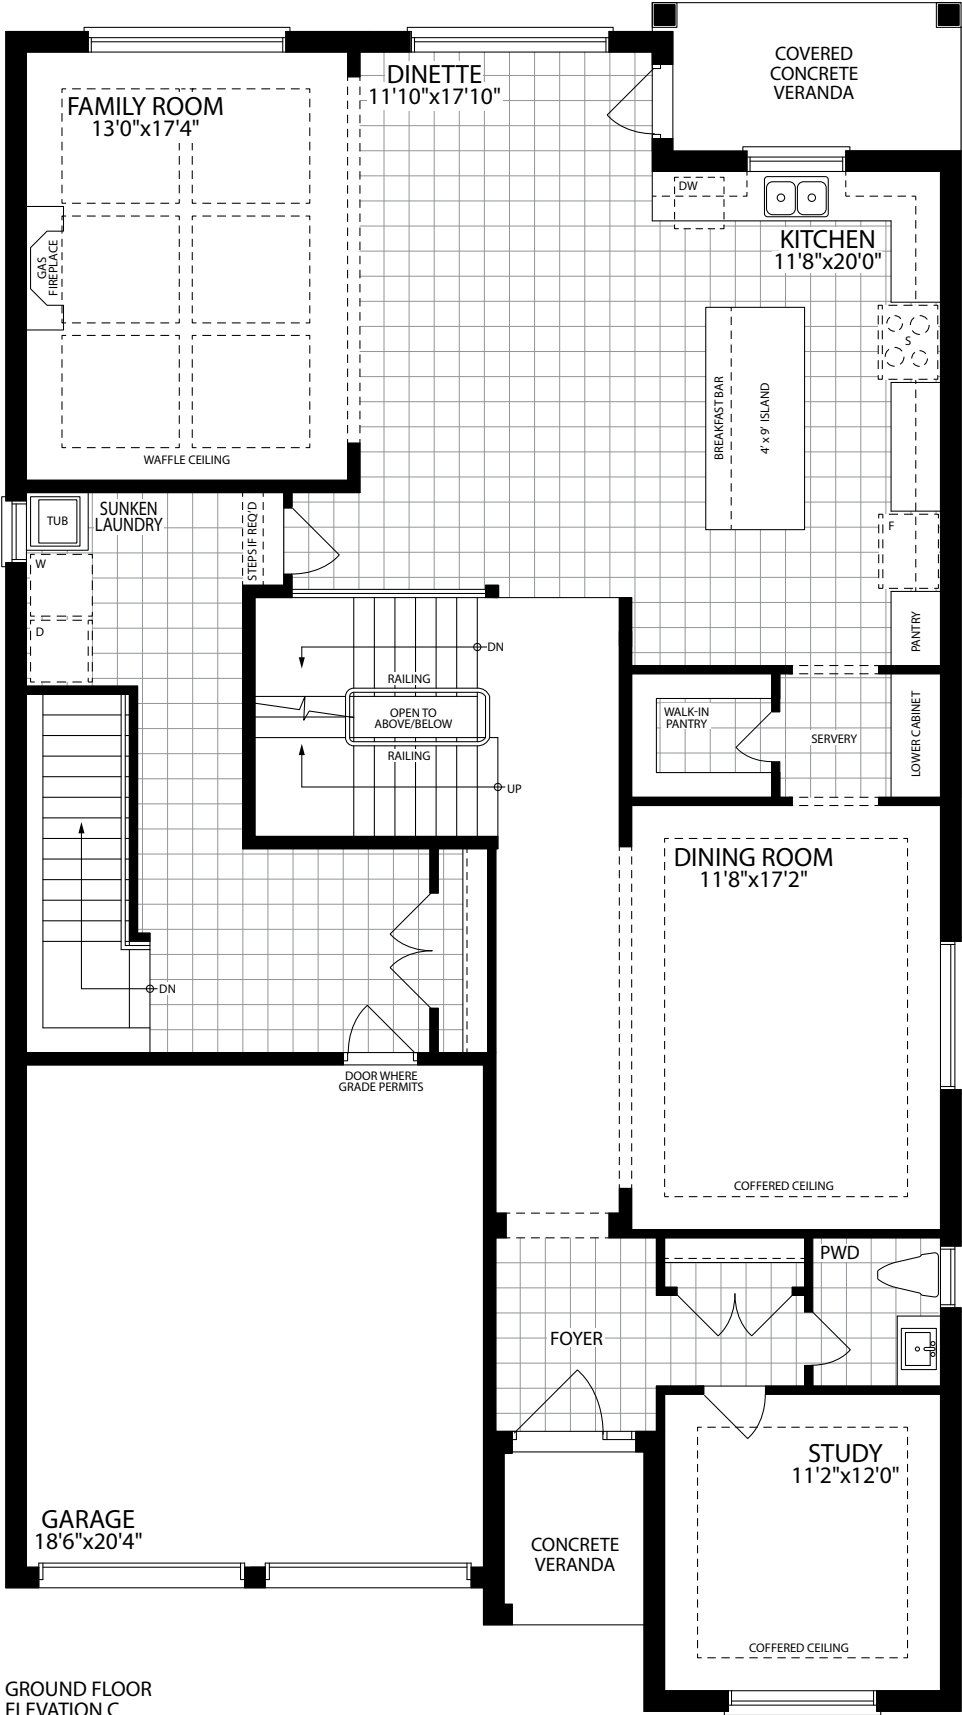 COVERED
CONCRETE
VERANDA
DINETTE
11'10"x17'10"
FAMILY ROOM
13'0"x17'4"
DW
KITCHEN
11'8"x20'0"
GAS
FIREPLACE
S
BREAKFAST BAR
4' x 9' ISLAND
WAFFLE CEILING
TUB
SUNKEN
LAUNDRY
STEPS IF REQ'D
F
W
D
PANTRY
DN
RAILING
OPEN TO
ABOVE/BELOW
RAILING
UP
WALK-IN
PANTRY
SERVERY
LOWER CABINET
DINING ROOM
11'8"x17'2"
DN
DOOR WHERE
GRADE PERMITS
COFFERED CEILING
PWD
FOYER
STUDY
11'2"x12'0"
GARAGE
18'6"x20'4"
CONCRETE
VERANDA
COFFERED CEILING
GROUND FLOOR
ELEVATION C